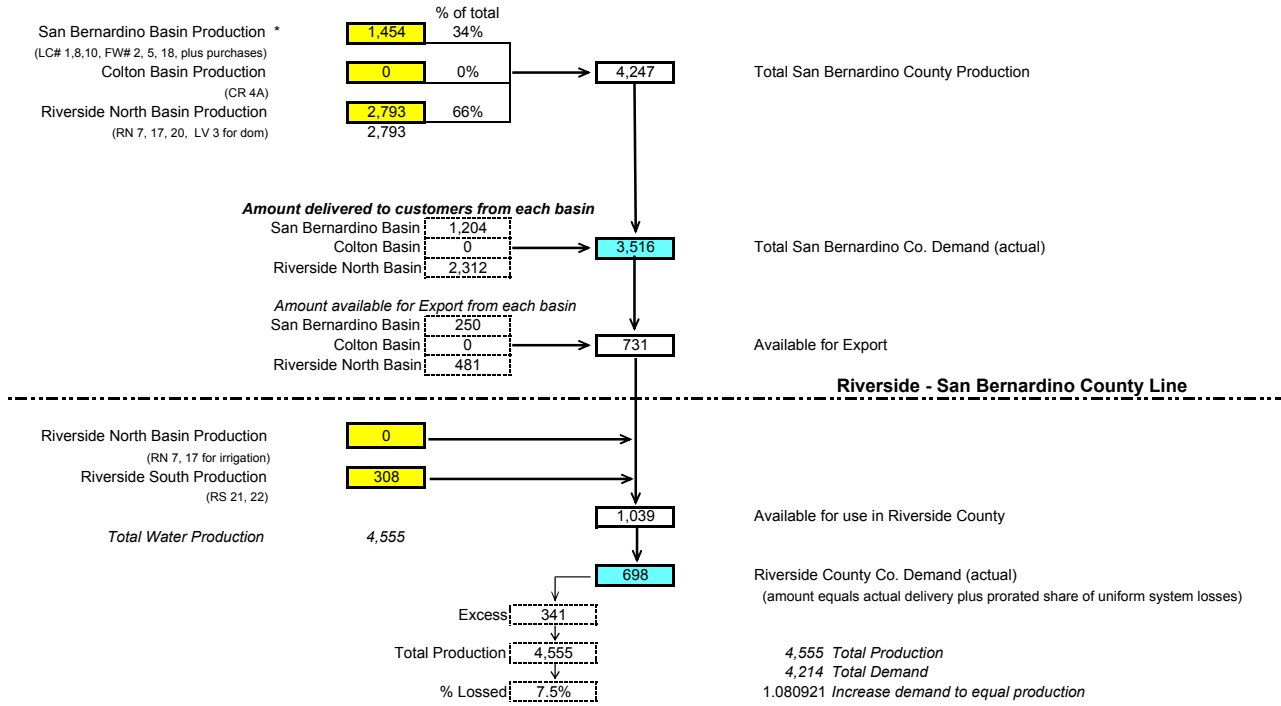 % of total
San Bernardino Basin Production * 1,454 34%
(LC# 1,8,10, FW# 2, 5, 18, plus purchases)
Colton Basin Production 0 0% 4,247 Total San Bernardino County Production
(CR 4A)
Riverside North Basin Production 2,793 66%
(RN 7, 17, 20, LV 3 for dom) 2,793
Amount delivered to customers from each basin
San Bernardino Basin 1,204
Colton Basin 0 3,516 Total San Bernardino Co. Demand (actual)
Riverside North Basin 2,312
Amount available for Export from each basin
San Bernardino Basin 250
Colton Basin 0 731 Available for Export
Riverside North Basin 481
Riverside - San Bernardino County Line
Riverside North Basin Production 0
(RN 7, 17 for irrigation)
Riverside South Production 308
(RS 21, 22)
1,039 Available for use in Riverside County
Total Water Production 4,555
698 Riverside County Co. Demand (actual)
(amount equals actual delivery plus prorated share of uniform system losses)
Excess 341
Total Production 4,555 4,555 Total Production
4,214 Total Demand
% Lossed 7.5% 1.080921 Increase demand to equal production